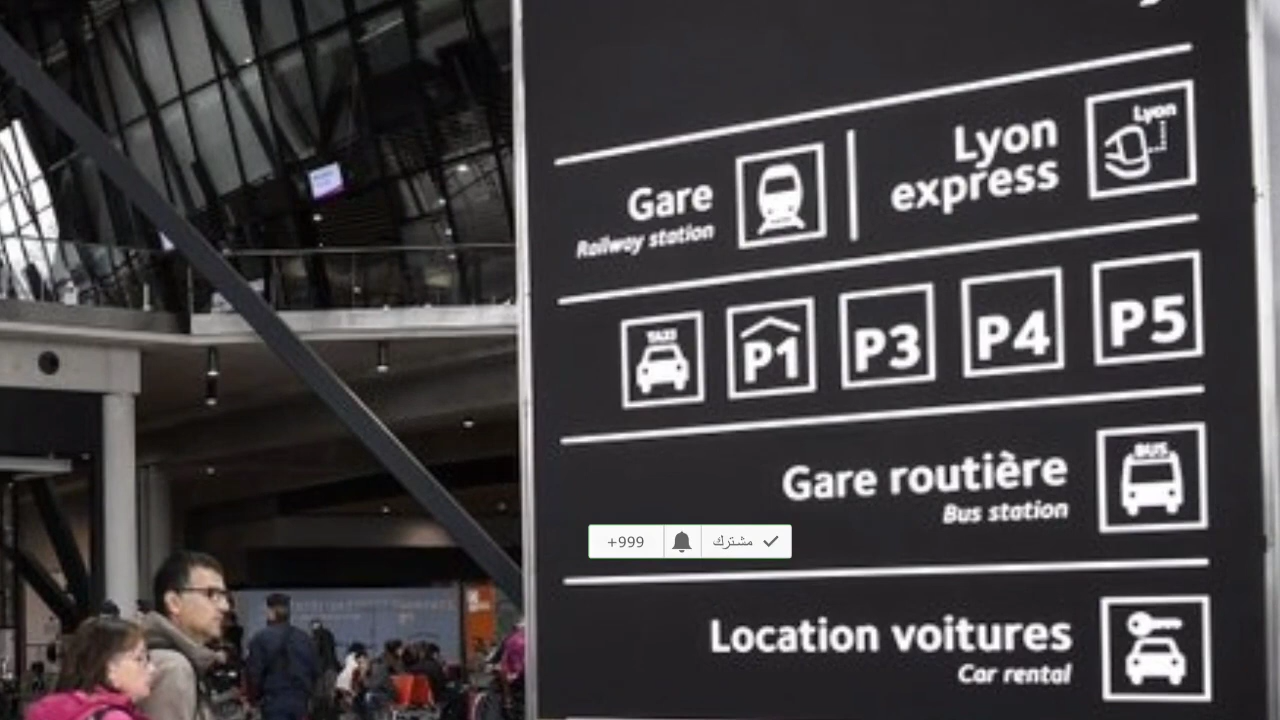 Gare
Railway station
Lyon
express
Lyon
TAXI
P1
P3
P4
P5
Gare routière
Bus station
BUS
+999
مشترك
Location voitures
Car rental